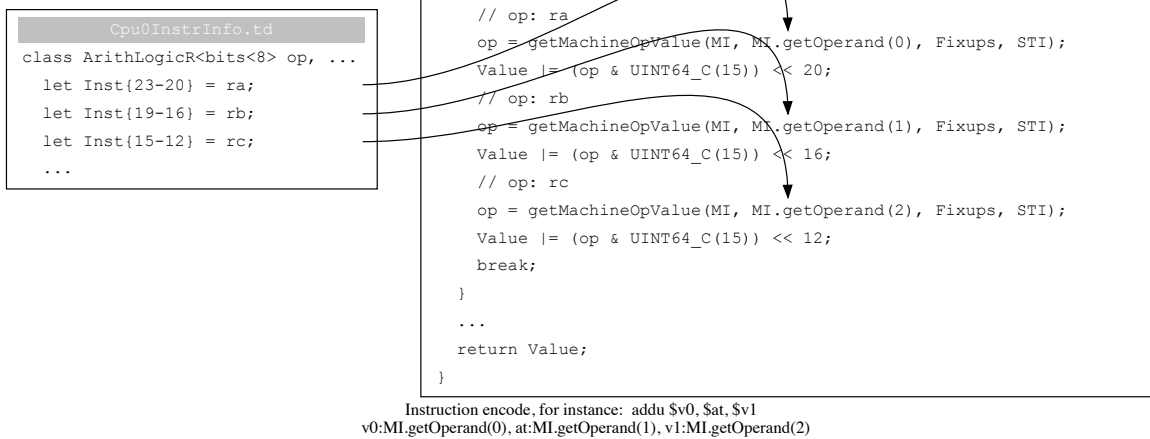 Cpu0InstrInfo.td
class ArithLogicR<bits<8> op, ...
let Inst{23-20} = ra;
let Inst{19-16} = rb;
let Inst{15-12} = rc;
...
// op: ra
op = getMachineOpValue(MI, MI.getOperand(0), Fixups, STI);
Value |= (op & UINT64_C(15)) << 20;
// op: rb
op = getMachineOpValue(MI, MI.getOperand(1), Fixups, STI);
Value |= (op & UINT64_C(15)) << 16;
// op: rc
op = getMachineOpValue(MI, MI.getOperand(2), Fixups, STI);
Value |= (op & UINT64_C(15)) << 12;
break;
}
...
return Value;
}
Instruction encode, for instance: addu $v0, $at, $v1
v0:MI.getOperand(0), at:MI.getOperand(1), v1:MI.getOperand(2)